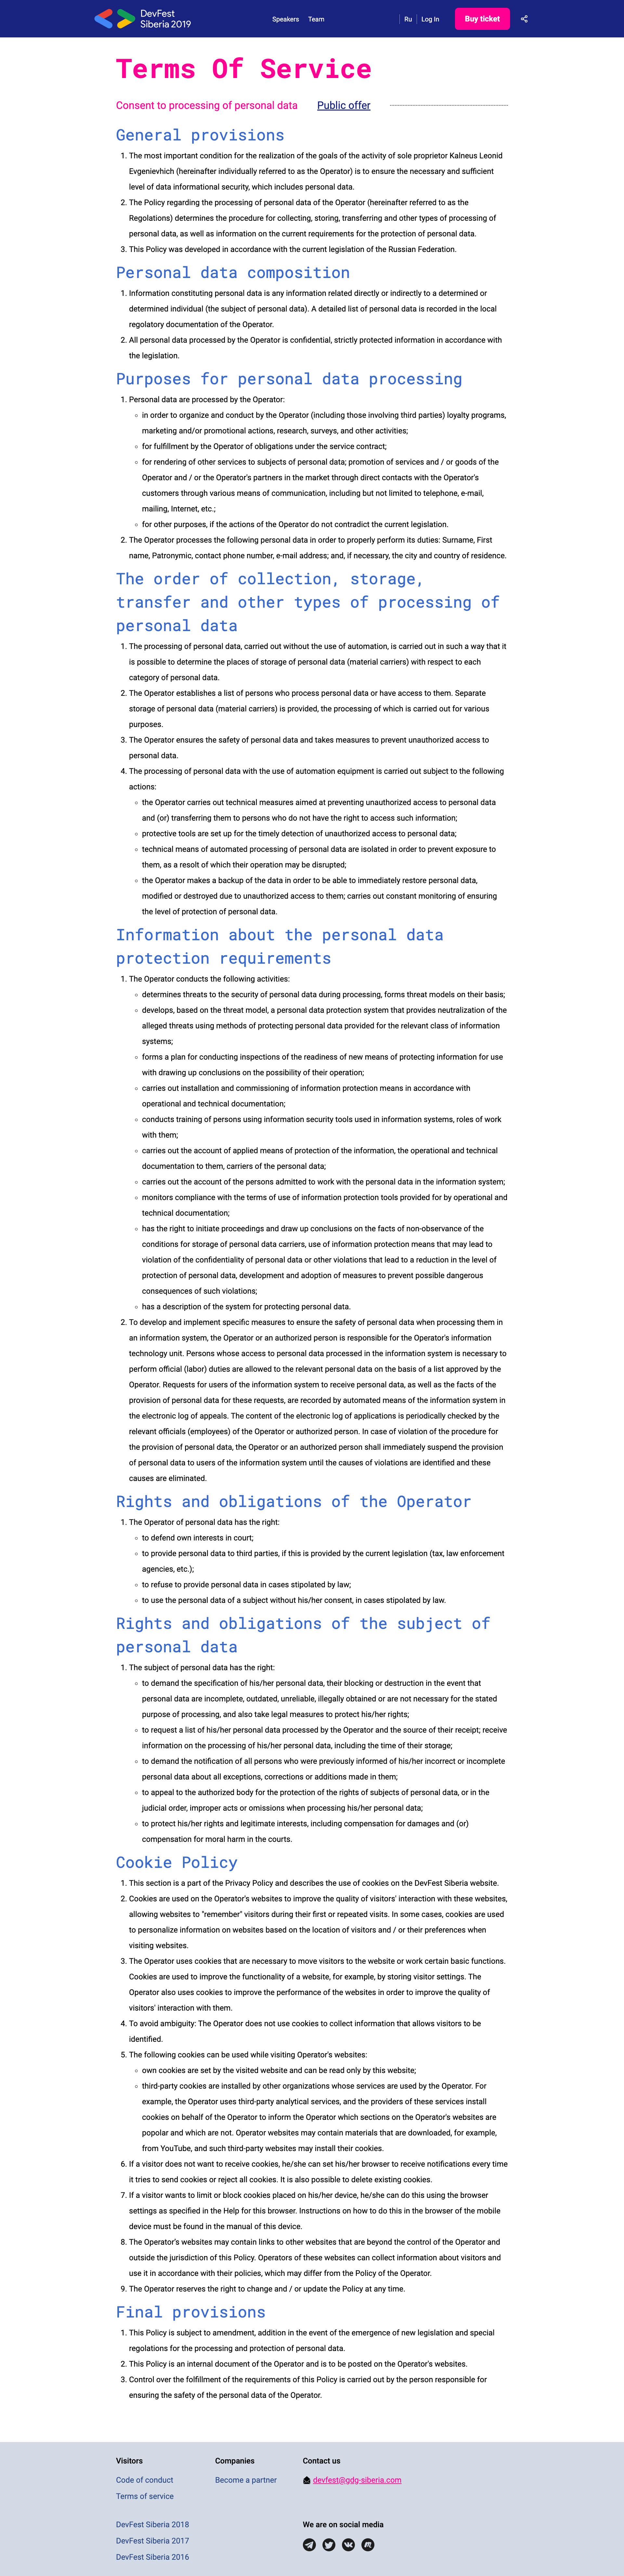 DevFest
Siberia 2019
Speakers Team
Ru Log In Buy ticket
Terms Of Service
Consent to processing of personal data Public offer
General provisions
1. The most important condition for the realization of the goals of the activity of sole proprietor Kalneus Leonid
Evgenievhich (hereinafter individually referred to as the Operator) is to ensure the necessary and sufficient
level of data informational security, which includes personal data.
2. The Policy regarding the processing of personal data of the Operator (hereinafter referred to as the
Regolations) determines the procedure for collecting, storing, transferring and other types of processing of
personal data, as well as information on the current requirements for the protection of personal data.
3. This Policy was developed in accordance with the current legislation of the Russian Federation.
Personal data composition
1. Information constituting personal data is any information related directly or indirectly to a determined or
determined individual (the subject of personal data). A detailed list of personal data is recorded in the local
regolatory documentation of the Operator.
2. All personal data processed by the Operator is confidential, strictly protected information in accordance with
the legislation.
Purposes for personal data processing
1. Personal data are processed by the Operator:
in order to organize and conduct by the Operator (including those involving third parties) loyalty programs,
marketing and/or promotional actions, research, surveys, and other activities;
for fulfillment by the Operator of obligations under the service contract;
for rendering of other services to subjects of personal data; promotion of services and / or goods of the
Operator and / or the Operator's partners in the market through direct contacts with the Operator's
customers through various means of communication, including but not limited to telephone, e-mail,
mailing, Internet, etc.;
for other purposes, if the actions of the Operator do not contradict the current legislation.
2. The Operator processes the following personal data in order to properly perform its duties: Surname, First
name, Patronymic, contact phone number, e-mail address; and, if necessary, the city and country of residence.
The order of collection, storage,
transfer and other types of processing of
personal data
1. The processing of personal data, carried out without the use of automation, is carried out in such a way that it
is possible to determine the places of storage of personal data (material carriers) with respect to each
category of personal data.
2. The Operator establishes a list of persons who process personal data or have access to them. Separate
storage of personal data (material carriers) is provided, the processing of which is carried out for various
purposes.
3. The Operator ensures the safety of personal data and takes measures to prevent unauthorized access to
personal data.
4. The processing of personal data with the use of automation equipment is carried out subject to the following
actions:
the Operator carries out technical measures aimed at preventing unauthorized access to personal data
and (or) transferring them to persons who do not have the right to access such information;
protective tools are set up for the timely detection of unauthorized access to personal data;
technical means of automated processing of personal data are isolated in order to prevent exposure to
them, as a resolt of which their operation may be disrupted;
the Operator makes a backup of the data in order to be able to immediately restore personal data,
modified or destroyed due to unauthorized access to them; carries out constant monitoring of ensuring
the level of protection of personal data.
Information about the personal data
protection requirements
1. The Operator conducts the following activities:
determines threats to the security of personal data during processing, forms threat models on their basis;
develops, based on the threat model, a personal data protection system that provides neutralization of the
alleged threats using methods of protecting personal data provided for the relevant class of information
systems;
forms a plan for conducting inspections of the readiness of new means of protecting information for use
with drawing up conclusions on the possibility of their operation;
carries out installation and commissioning of information protection means in accordance with
operational and technical documentation;
conducts training of persons using information security tools used in information systems, roles of work
with them;
carries out the account of applied means of protection of the information, the operational and technical
documentation to them, carriers of the personal data;
carries out the account of the persons admitted to work with the personal data in the information system;
monitors compliance with the terms of use of information protection tools provided for by operational and
technical documentation;
has the right to initiate proceedings and draw up conclusions on the facts of non-observance of the
conditions for storage of personal data carriers, use of information protection means that may lead to
violation of the confidentiality of personal data or other violations that lead to a reduction in the level of
protection of personal data, development and adoption of measures to prevent possible dangerous
consequences of such violations;
has a description of the system for protecting personal data.
2. To develop and implement specific measures to ensure the safety of personal data when processing them in
an information system, the Operator or an authorized person is responsible for the Operator's information
technology unit. Persons whose access to personal data processed in the information system is necessary to
perform official (labor) duties are allowed to the relevant personal data on the basis of a list approved by the
Operator. Requests for users of the information system to receive personal data, as well as the facts of the
provision of personal data for these requests, are recorded by automated means of the information system in
the electronic log of appeals. The content of the electronic log of applications is periodically checked by the
relevant officials (employees) of the Operator or authorized person. In case of violation of the procedure for
the provision of personal data, the Operator or an authorized person shall immediately suspend the provision
of personal data to users of the information system until the causes of violations are identified and these
causes are eliminated.
Rights and obligations of the Operator
1. The Operator of personal data has the right:
to defend own interests in court;
to provide personal data to third parties, if this is provided by the current legislation (tax, law enforcement
agencies, etc.);
to refuse to provide personal data in cases stipolated by law;
to use the personal data of a subject without his/her consent, in cases stipolated by law.
Rights and obligations of the subject of
personal data
1. The subject of personal data has the right:
to demand the specification of his/her personal data, their blocking or destruction in the event that
personal data are incomplete, outdated, unreliable, illegally obtained or are not necessary for the stated
purpose of processing, and also take legal measures to protect his/her rights;
to request a list of his/her personal data processed by the Operator and the source of their receipt; receive
information on the processing of his/her personal data, including the time of their storage;
to demand the notification of all persons who were previously informed of his/her incorrect or incomplete
personal data about all exceptions, corrections or additions made in them;
to appeal to the authorized body for the protection of the rights of subjects of personal data, or in the
judicial order, improper acts or omissions when processing his/her personal data;
to protect his/her rights and legitimate interests, including compensation for damages and (or)
compensation for moral harm in the courts.
Cookie Policy
1. This section is a part of the Privacy Policy and describes the use of cookies on the DevFest Siberia website.
2. Cookies are used on the Operator's websites to improve the quality of visitors' interaction with these websites,
allowing websites to "remember" visitors during their first or repeated visits. In some cases, cookies are used
to personalize information on websites based on the location of visitors and / or their preferences when
visiting websites.
3. The Operator uses cookies that are necessary to move visitors to the website or work certain basic functions.
Cookies are used to improve the functionality of a website, for example, by storing visitor settings. The
Operator also uses cookies to improve the performance of the websites in order to improve the quality of
visitors' interaction with them.
4. To avoid ambiguity: The Operator does not use cookies to collect information that allows visitors to be
identified.
5. The following cookies can be used while visiting Operator's websites:
own cookies are set by the visited website and can be read only by this website;
third-party cookies are installed by other organizations whose services are used by the Operator. For
example, the Operator uses third-party analytical services, and the providers of these services install
cookies on behalf of the Operator to inform the Operator which sections on the Operator's websites are
popolar and which are not. Operator websites may contain materials that are downloaded, for example,
from YouTube, and such third-party websites may install their cookies.
6. If a visitor does not want to receive cookies, he/she can set his/her browser to receive notifications every time
it tries to send cookies or reject all cookies. It is also possible to delete existing cookies.
7. If a visitor wants to limit or block cookies placed on his/her device, he/she can do this using the browser
settings as specified in the Help for this browser. Instructions on how to do this in the browser of the mobile
device must be found in the manual of this device.
8. The Operator's websites may contain links to other websites that are beyond the control of the Operator and
outside the jurisdiction of this Policy. Operators of these websites can collect information about visitors and
use it in accordance with their policies, which may differ from the Policy of the Operator.
9. The Operator reserves the right to change and / or update the Policy at any time.
Final provisions
1. This Policy is subject to amendment, addition in the event of the emergence of new legislation and special
regolations for the processing and protection of personal data.
2. This Policy is an internal document of the Operator and is to be posted on the Operator's websites.
3. Control over the folfillment of the requirements of this Policy is carried out by the person responsible for
ensuring the safety of the personal data of the Operator.
Visitors Companies Contact us
Code of conduct Become a partner devfest@gdg-siberia.com
Terms of service
DevFest Siberia 2018 We are on social media
DevFest Siberia 2017
DevFest Siberia 2016